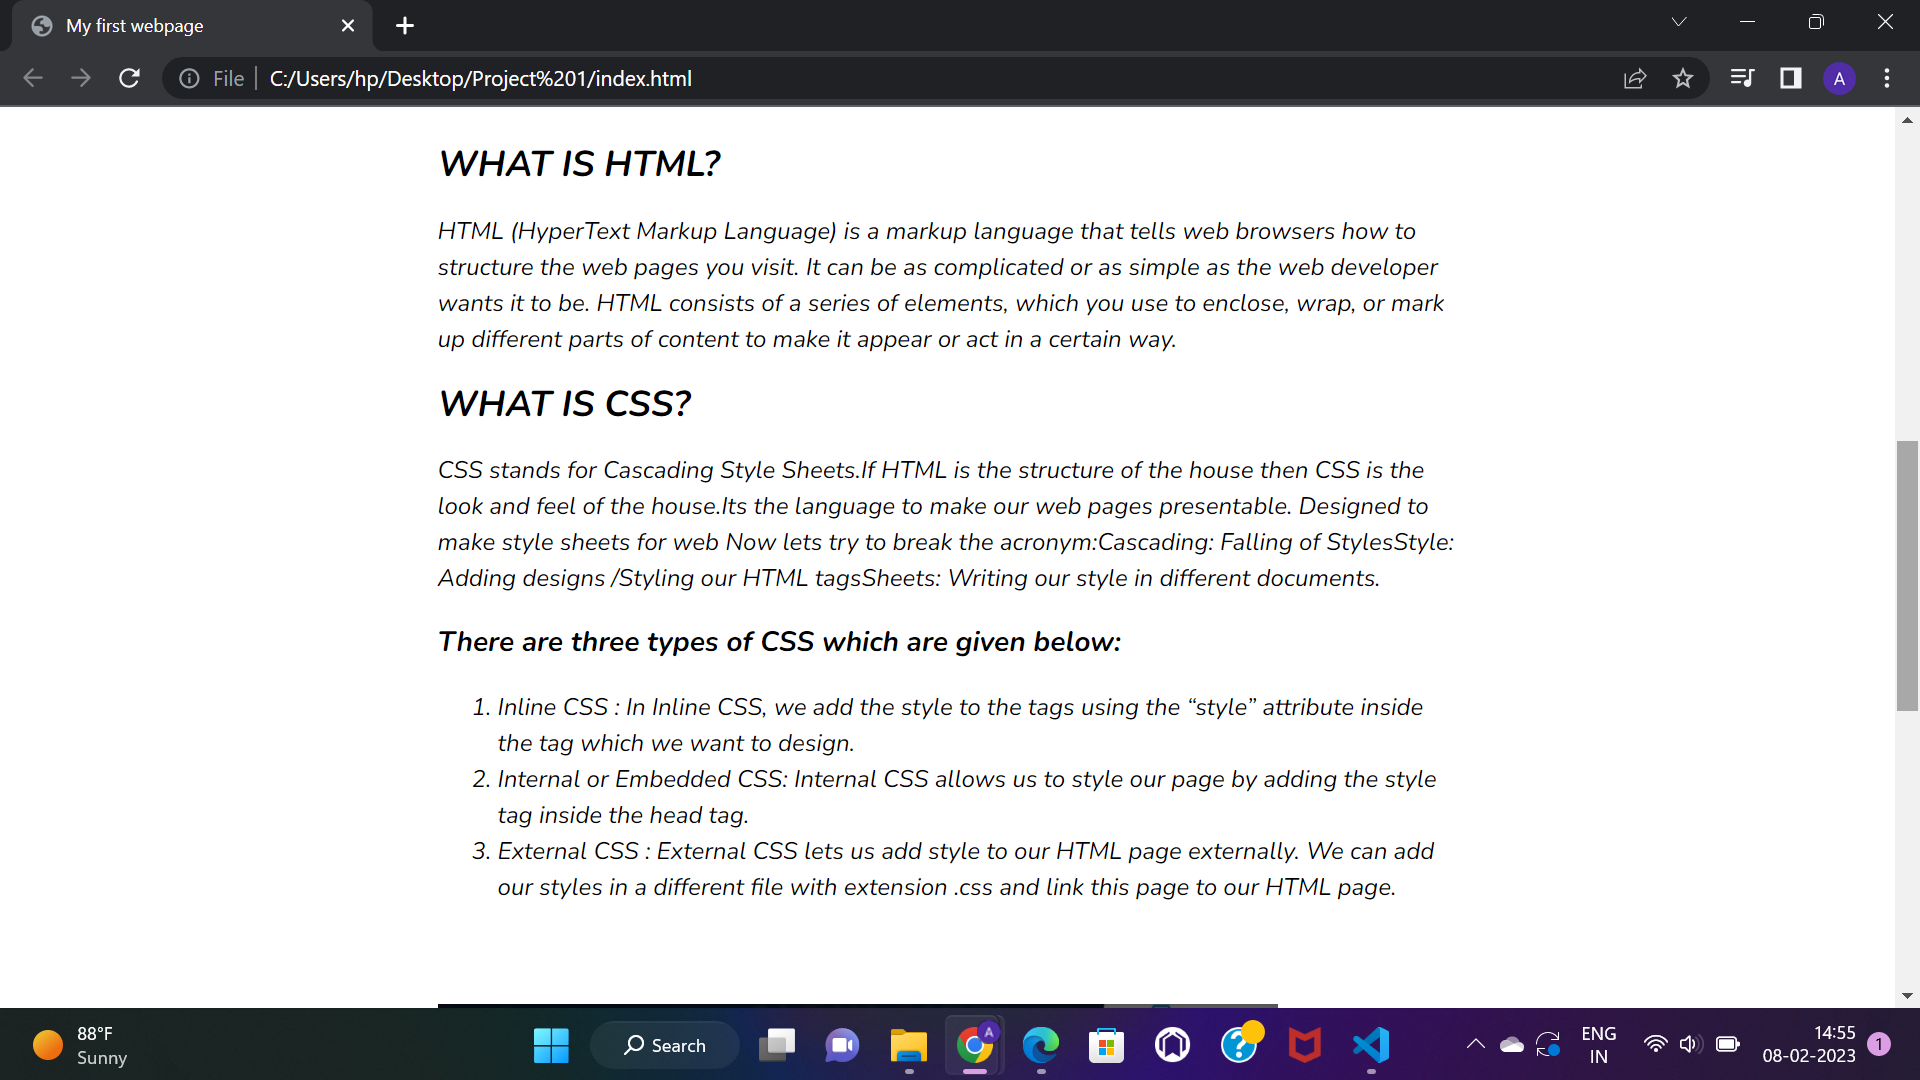 My first webpage
File
C:/Users/hp/Desktop/Project%201/index.html
A
WHAT IS HTML?
HTML (HyperText Markup Language) is a markup language that tells web browsers how to
structure the web pages you visit. It can be as complicated or as simple as the web developer
wants it to be. HTML consists of a series of elements, which you use to enclose, wrap, or mark
up different parts of content to make it appear or act in a certain way.
WHAT IS CSS?
CSS stands for Cascading Style Sheets.If HTML is the structure of the house then CSS is the
look and feel of the house.Its the language to make our web pages presentable. Designed to
make style sheets for web Now lets try to break the acronym:Cascading: Falling of StylesStyle:
Adding designs /Styling our HTML tagsSheets: Writing our style in different documents.
There are three types of CSS which are given below:
1. Inline CSS : In Inline CSS, we add the style to the tags using the “style” attribute inside
the tag which we want to design.
2. Internal or Embedded CSS: Internal CSS allows us to style our page by adding the style
tag inside the head tag.
3. External CSS : External CSS lets us add style to our HTML page externally. We can add
our styles in a different file with extension .css and link this page to our HTML page.
88°F
Sunny
Search
A
ENG
IN
14:55
08-02-2023
1